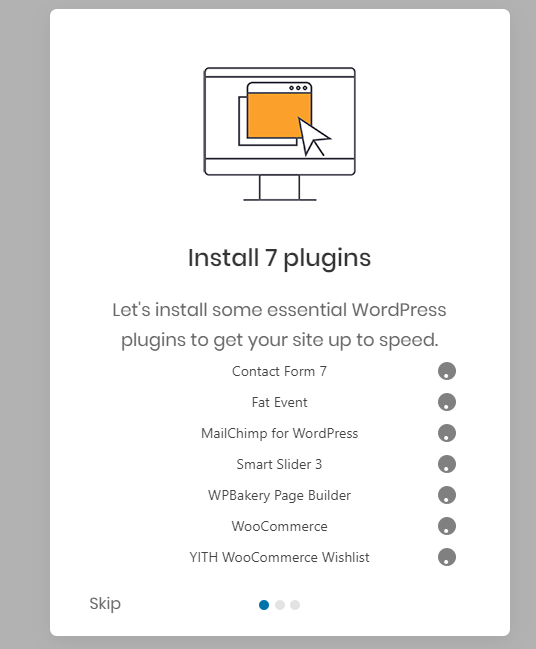 Install 7 plugins
Let's install some essential WordPress
plugins to get your site up to speed.
Contact Form 7
Fat Event
MailChimp for WordPress
Smart Slider 3
WPBakery Page Builder
WooCommerce
YITH WooCommerce Wishlist
Skip